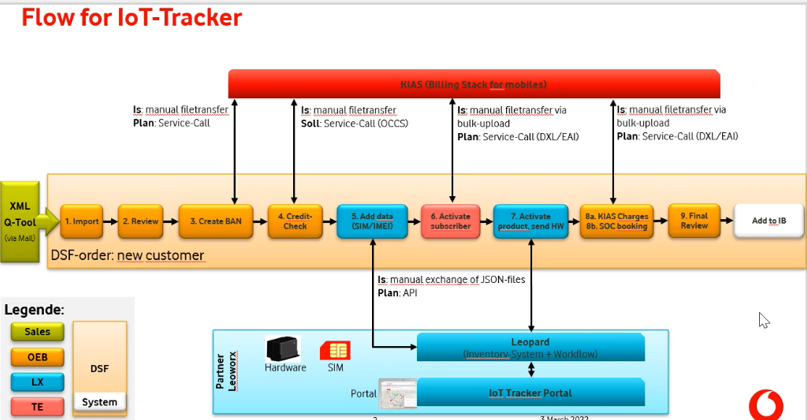 Flow for IoT-Tracker
KIAS (Billing Stack for mobiles)
Is: manual filetransfer
Plan: Service-Call
Is: manual filetransfer
Soll: Service-Call (OCCS)
Is: manual filetransfer via
bulk-upload
Plan: Service-Call (DXL/EAI)
Is: manual filetransfer via
bulk-upload
Plan: Service-Call (DXL/EAI)
XML
Q-Tool
(via Mail)
1. Import
2. Review
3. Create BAN
4. Credit-
Check
5. Add data
(SIM/IMEI)
6. Activate
subscriber
7. Activate
product, send HW
8a. KIAS Charges
8b. SOC booking
9. Final
Review
Add to IB
DSF-order: new customer
Is: manual exchange of JSON-files
Plan: API
Legende:
Sales
OEB
LX
TE
DSF
System
Partner
Leoworx
Hardware
SIM
Portal
Leopard
(Inventory-System + Workflow)
IoT Tracker Portal
2
3 March 2022